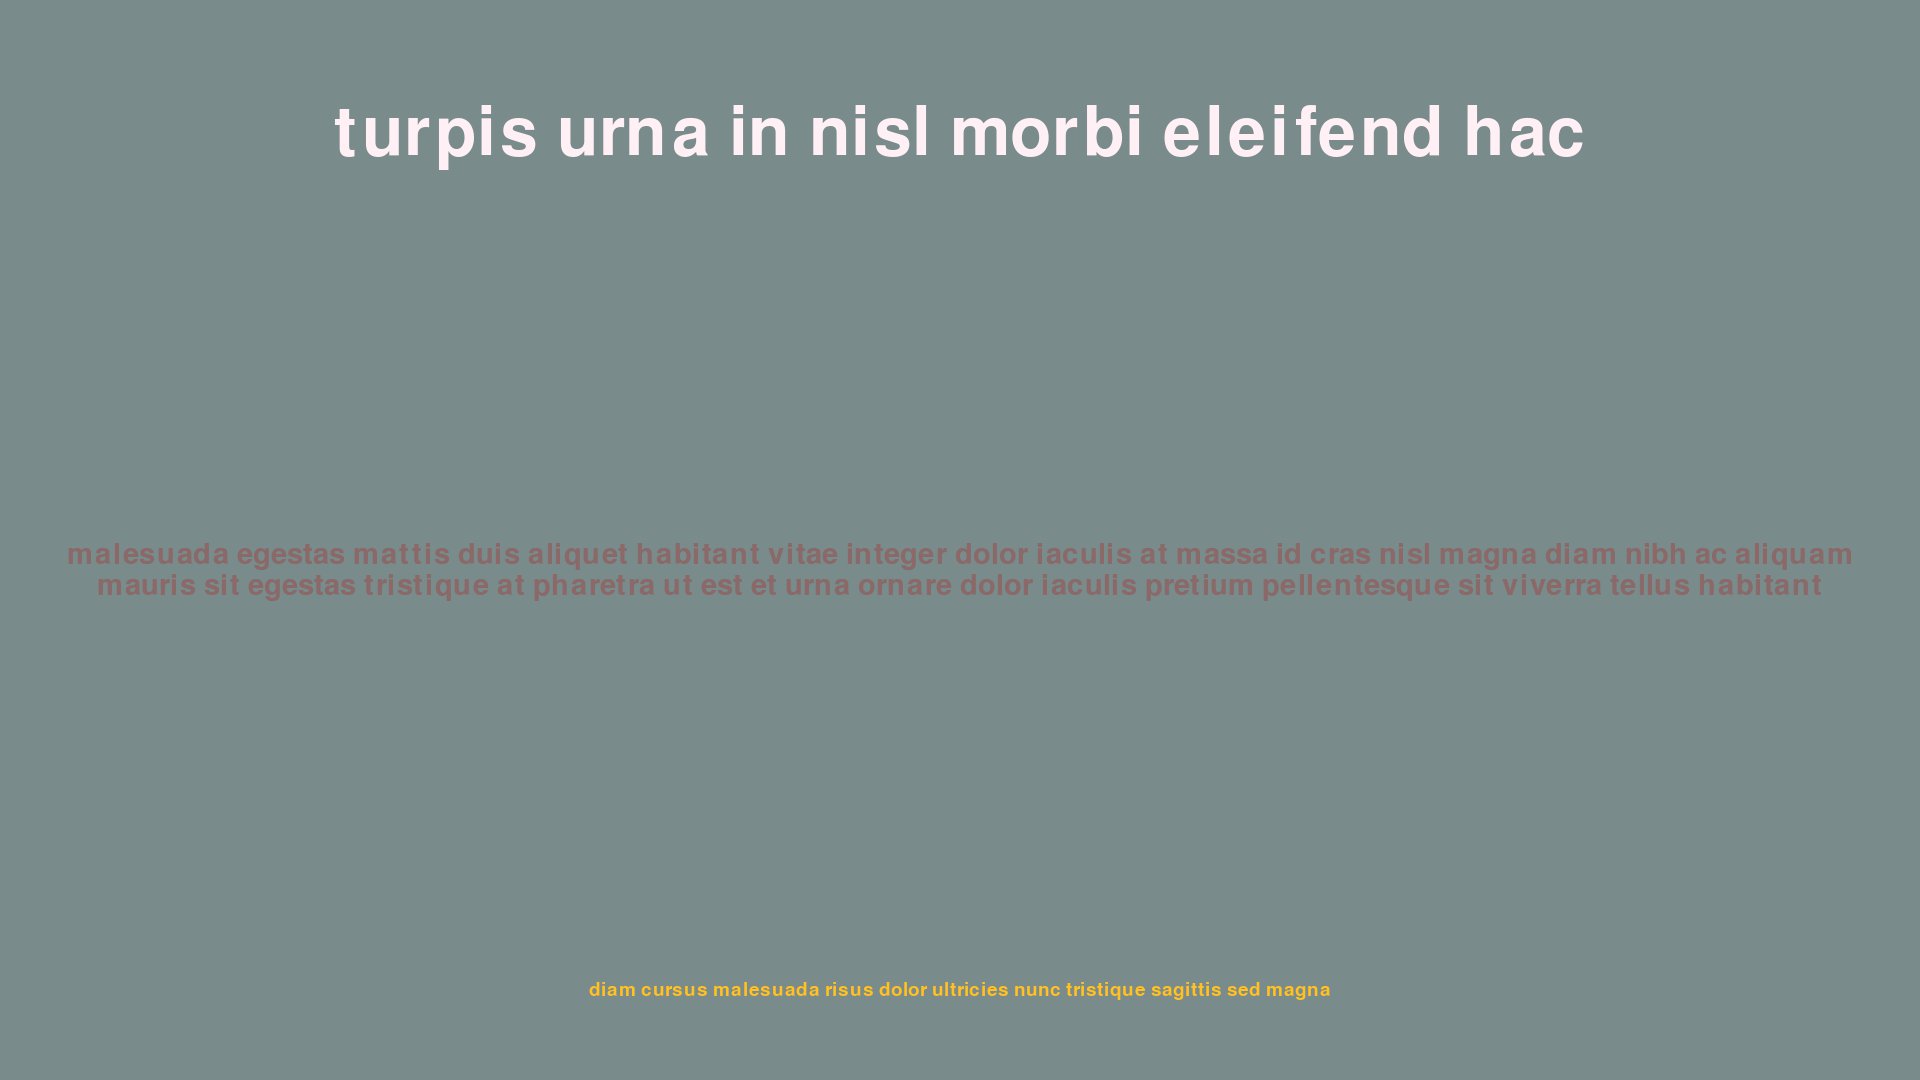 turpis urna in nisl morbi eleifend hac
malesuada egestas mattis duis aliquet habitant vitae integer dolor iaculis at massa id cras nisl magna diam nibh ac aliquam
mauris sit egestas tristique at pharetra ut est et urna ornare dolor iaculis pretium pellentesque sit viverra tellus habitant
diam cursus malesuada risus dolor ultricies nunc tristique sagittis sed magna